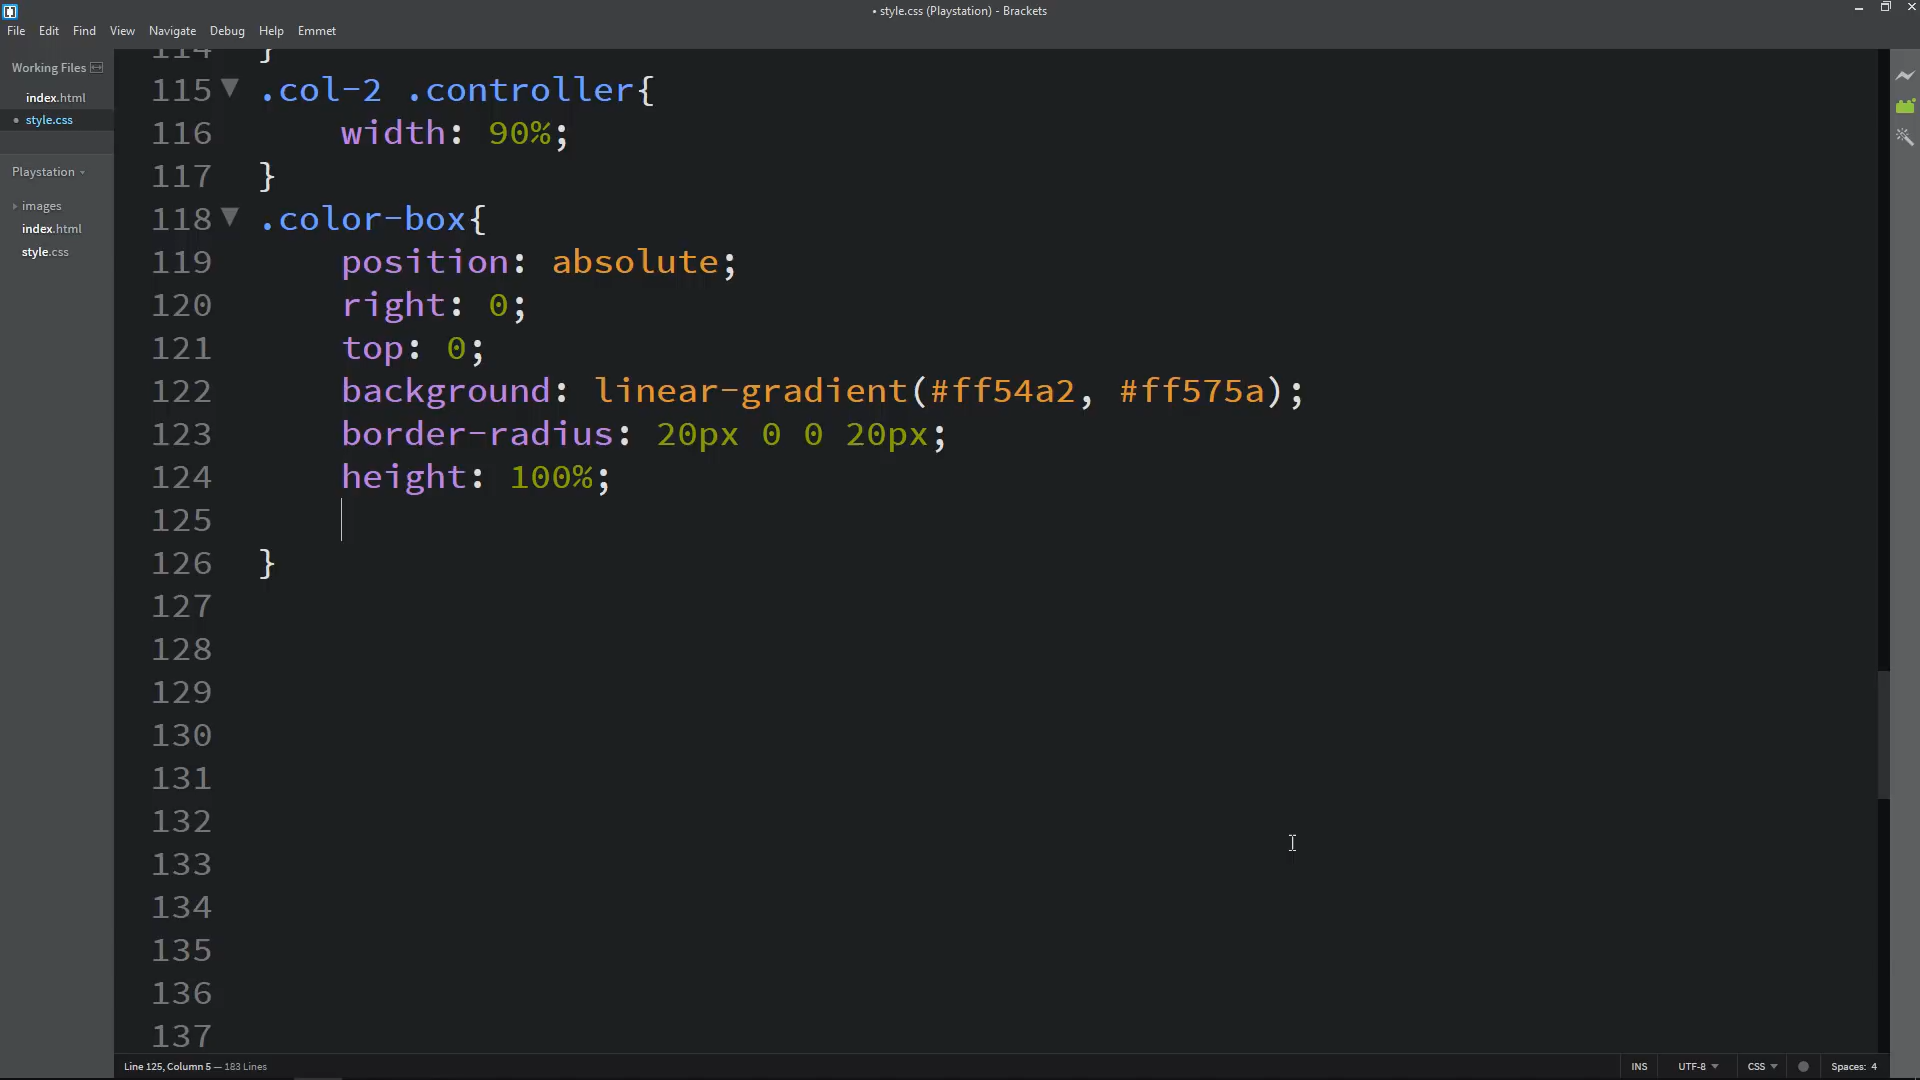 • style.css (Playstation) - Brackets
File Edit Find View Navigate Debug Help Emmet
Working Files
index.html
• style.css
Playstation
images
index.html
style.css
114 }
115 .col-2 .controller{
116 width: 90%;
117 }
118 .color-box{
119 position: absolute;
120 right: 0;
121 top: 0;
122 background: linear-gradient(#ff54a2, #ff575a);
123 border-radius: 20px 0 0 20px;
124 height: 100%;
125
126 }
127
128
129
130
131
132
133
134
135
136
137
Line 125, Column 5 — 183 Lines
INS UTF-8 CSS Spaces: 4